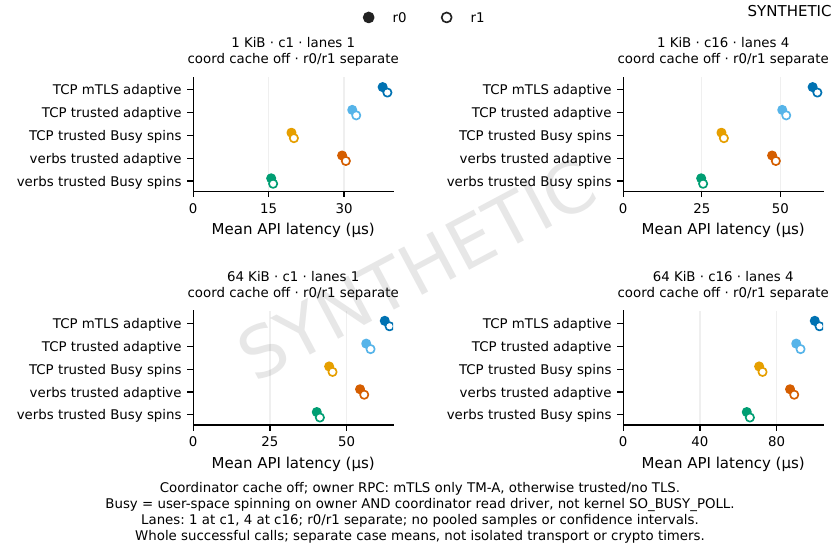 r0 r1
SYNTHETIC
1 KiB · c1 · lanes 1
coord cache off · r0/r1 separate
TCP mTLS adaptive
TCP trusted adaptive
TCP trusted Busy spins
verbs trusted adaptive
verbs trusted Busy spins
0 15 30
Mean API latency (µs)
1 KiB · c16 · lanes 4
coord cache off · r0/r1 separate
TCP mTLS adaptive
TCP trusted adaptive
TCP trusted Busy spins
verbs trusted adaptive
verbs trusted Busy spins
0 25 50
Mean API latency (µs)
SYNTHETIC
64 KiB · c1 · lanes 1
coord cache off · r0/r1 separate
TCP mTLS adaptive
TCP trusted adaptive
TCP trusted Busy spins
verbs trusted adaptive
verbs trusted Busy spins
0 25 50
Mean API latency (µs)
64 KiB · c16 · lanes 4
coord cache off · r0/r1 separate
TCP mTLS adaptive
TCP trusted adaptive
TCP trusted Busy spins
verbs trusted adaptive
verbs trusted Busy spins
0 40 80
Mean API latency (µs)
Coordinator cache off; owner RPC: mTLS only TM-A, otherwise trusted/no TLS.
Busy = user-space spinning on owner AND coordinator read driver, not kernel SO_BUSY_POLL.
Lanes: 1 at c1, 4 at c16; r0/r1 separate; no pooled samples or confidence intervals.
Whole successful calls; separate case means, not isolated transport or crypto timers.